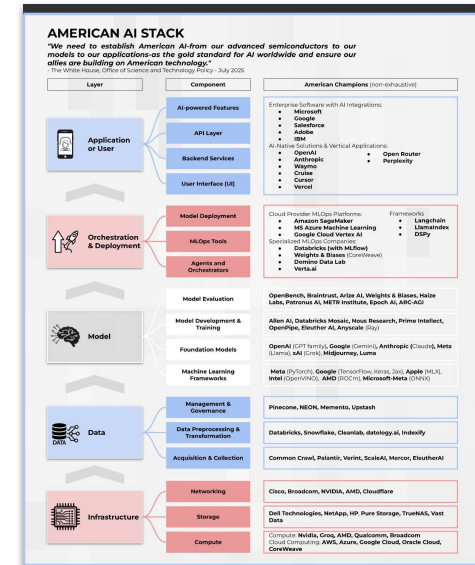 AMERICAN AI STACK
"We need to establish American AI-from our advanced semiconductors to our
models to our applications-as the gold standard for AI worldwide and ensure our
allies are building on American technology."
- The White House, Office of Science and Technology Policy - July 2025
Layer
Component
American Champions (non-exhaustive)
Application
or User
AI-powered Features
API Layer
Backend Services
User Interface (UI)
Enterprise Software with AI Integrations:
● Microsoft
● Google
● Salesforce
● Adobe
● IBM
AI-Native Solutions & Vertical Applications:
● OpenAI
● Anthropic
● Waymo
● Cruise
● Cursor
● Vercel
● Open Router
● Perplexity
Orchestration
& Deployment
Model Deployment
MLOps Tools
Agents and
Orchestrators
Cloud Provider MLOps Platforms:
● Amazon SageMaker
● MS Azure Machine Learning
● Google Cloud Vertex AI
Specialized MLOps Companies:
● Databricks (with MLflow)
● Weights & Biases (CoreWeave)
● Domino Data Lab
● Verta.ai
Frameworks
● Langchain
● Llamaindex
● DSPy
Model
Model Evaluation
OpenBench, Braintrust, Arize AI, Weights & Biases, Haize
Labs, Patronus AI, METR Institute, Epoch AI, ARC-AGI
Model Development &
Training
Allen AI, Databricks Mosaic, Nous Research, Prime Intellect,
OpenPipe, Eleuther AI, Anyscale (Ray)
Foundation Models
OpenAI (GPT family), Google (Gemini), Anthropic (Claude), Meta
(Llama), xAI (Grok), Midjourney, Luma
Machine Learning
Frameworks
Meta (PyTorch), Google (TensorFlow, Keras, Jax), Apple (MLX),
Intel (OpenVINO), AMD (ROCm), Microsoft-Meta (ONNX)
DATA
Data
Management &
Governance
Pinecone, NEON, Memento, Upstash
Data Preprocessing &
Transformation
Databricks, Snowflake, Cleanlab, datology.ai, Indexify
Acquisition & Collection
Common Crawl, Palantir, Verint, ScaleAI, Mercor, EleutherAI
Infrastructure
Networking
Cisco, Broadcom, NVIDIA, AMD, Cloudflare
Storage
Dell Technologies, NetApp, HP, Pure Storage, TrueNAS, Vast
Data
Compute
Compute: Nvidia, Groq, AMD, Qualcomm, Broadcom
Cloud Computing: AWS, Azure, Google Cloud, Oracle Cloud,
CoreWeave